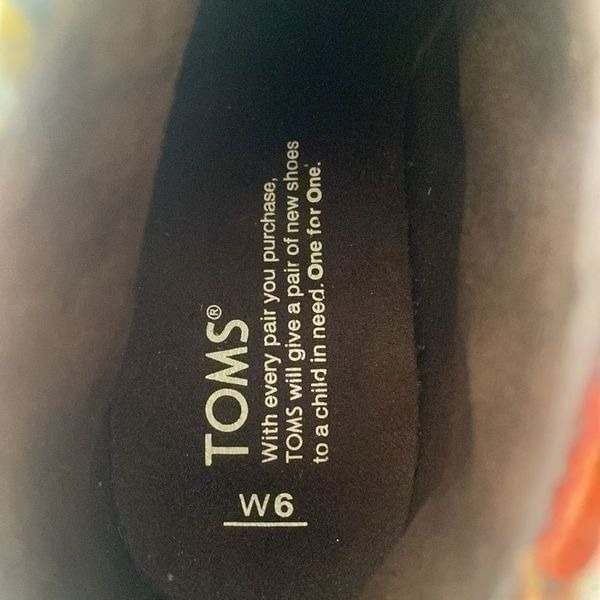 TOMS®
With every pair you purchase,
TOMS will give a pair of new shoes
to a child in need. One for One.
W6